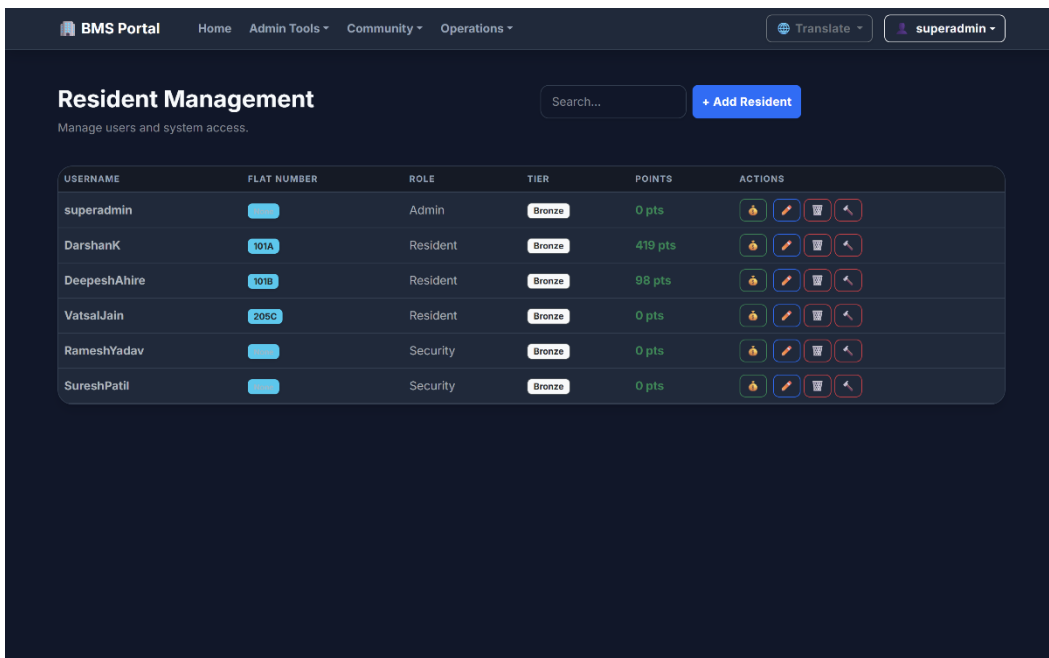 BMS Portal Home Admin Tools Community Operations Translate superadmin
Resident Management
Search...
+ Add Resident
Manage users and system access.
USERNAME FLAT NUMBER ROLE TIER POINTS ACTIONS
superadmin Admin Bronze 0 pts
DarshanK 101A Resident Bronze 419 pts
DeepeshAhire 101B Resident Bronze 98 pts
VatsalJain 205C Resident Bronze 0 pts
RameshYadav Security Bronze 0 pts
SureshPatil Security Bronze 0 pts